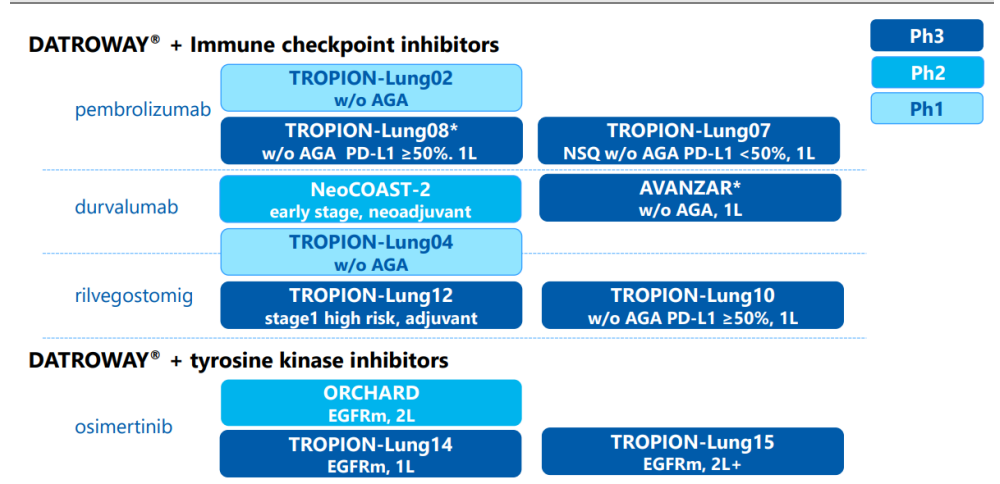 DATROWAY® + Immune checkpoint inhibitors
Ph3
Ph2
Ph1
pembrolizumab
TROPION-Lung02
w/o AGA
TROPION-Lung08*
w/o AGA PD-L1 ≥50%. 1L
TROPION-Lung07
NSQ w/o AGA PD-L1 <50%, 1L
durvalumab
NeoCOAST-2
early stage, neoadjuvant
AVANZAR*
w/o AGA, 1L
TROPION-Lung04
w/o AGA
rilvegostomig
TROPION-Lung12
stage1 high risk, adjuvant
TROPION-Lung10
w/o AGA PD-L1 ≥50%, 1L
DATROWAY® + tyrosine kinase inhibitors
osimertinib
ORCHARD
EGFRm, 2L
TROPION-Lung14
EGFRm, 1L
TROPION-Lung15
EGFRm, 2L+